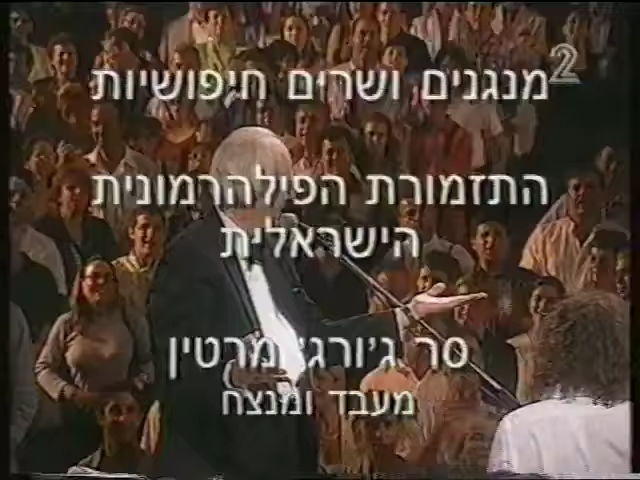 מנגנים ושרים חיפושיות
2
התזמורת הפילהרמונית
הישראלית
סר ג'ורג' מרטין
מעבד ומנצח